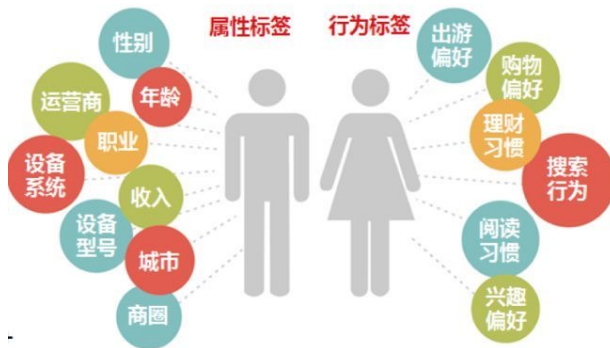 属性标签
行为标签
性别
年龄
运营商
职业
设备
系统
收入
设备
型号
城市
商圈
出游
偏好
购物
偏好
理财
习惯
搜索
行为
阅读
习惯
兴趣
偏好